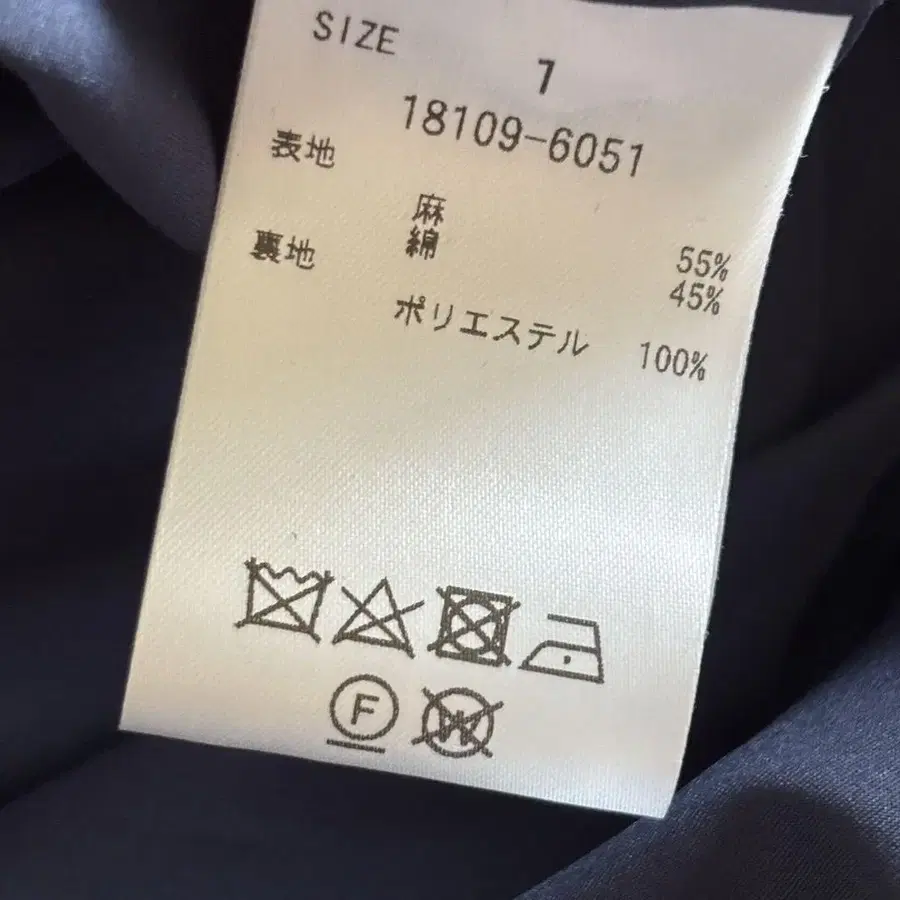 SIZE
7
18109-6051
表地
麻 55%
綿 45%
裏地
ポリエステル 100%
F
W